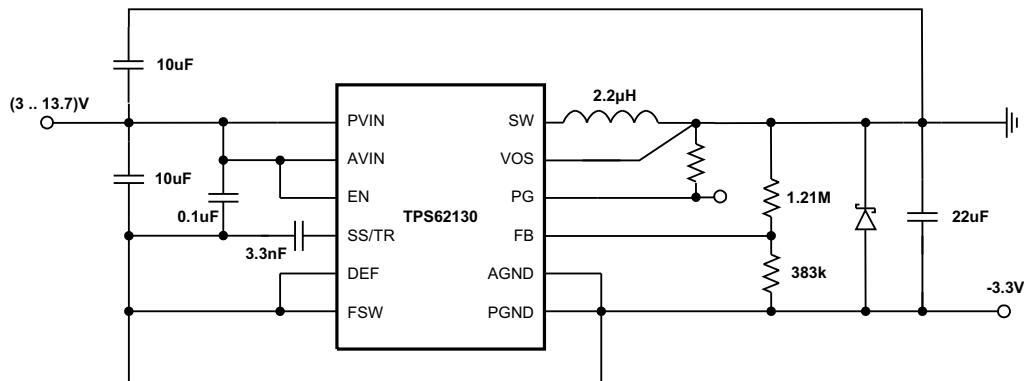 10uF
(3 .. 13.7)V
10uF
0.1uF
3.3nF
PVIN
AVIN
EN
SS/TR
DEF
FSW
TPS62130
SW
VOS
PG
FB
AGND
PGND
2.2µH
1.21M
383k
22uF
-3.3V